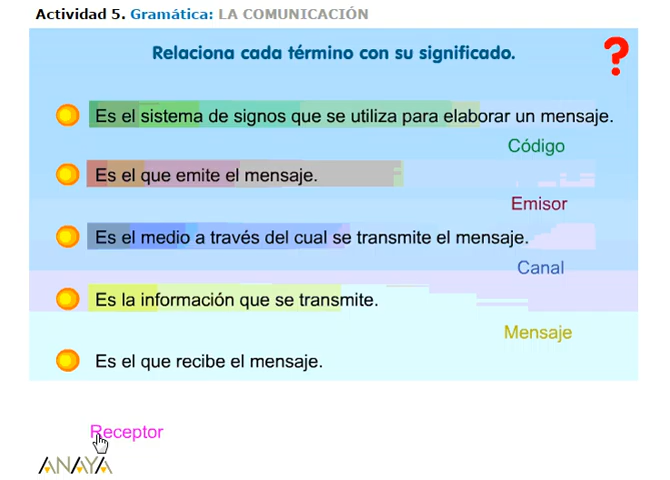 Actividad 5. Gramática: LA COMUNICACIÓN
Relaciona cada término con su significado.
?
Es el sistema de signos que se utiliza para elaborar un mensaje.
Código
Es el que emite el mensaje.
Emisor
Es el medio a través del cual se transmite el mensaje.
Canal
Es la información que se transmite.
Mensaje
Es el que recibe el mensaje.
Receptor
ANAYA